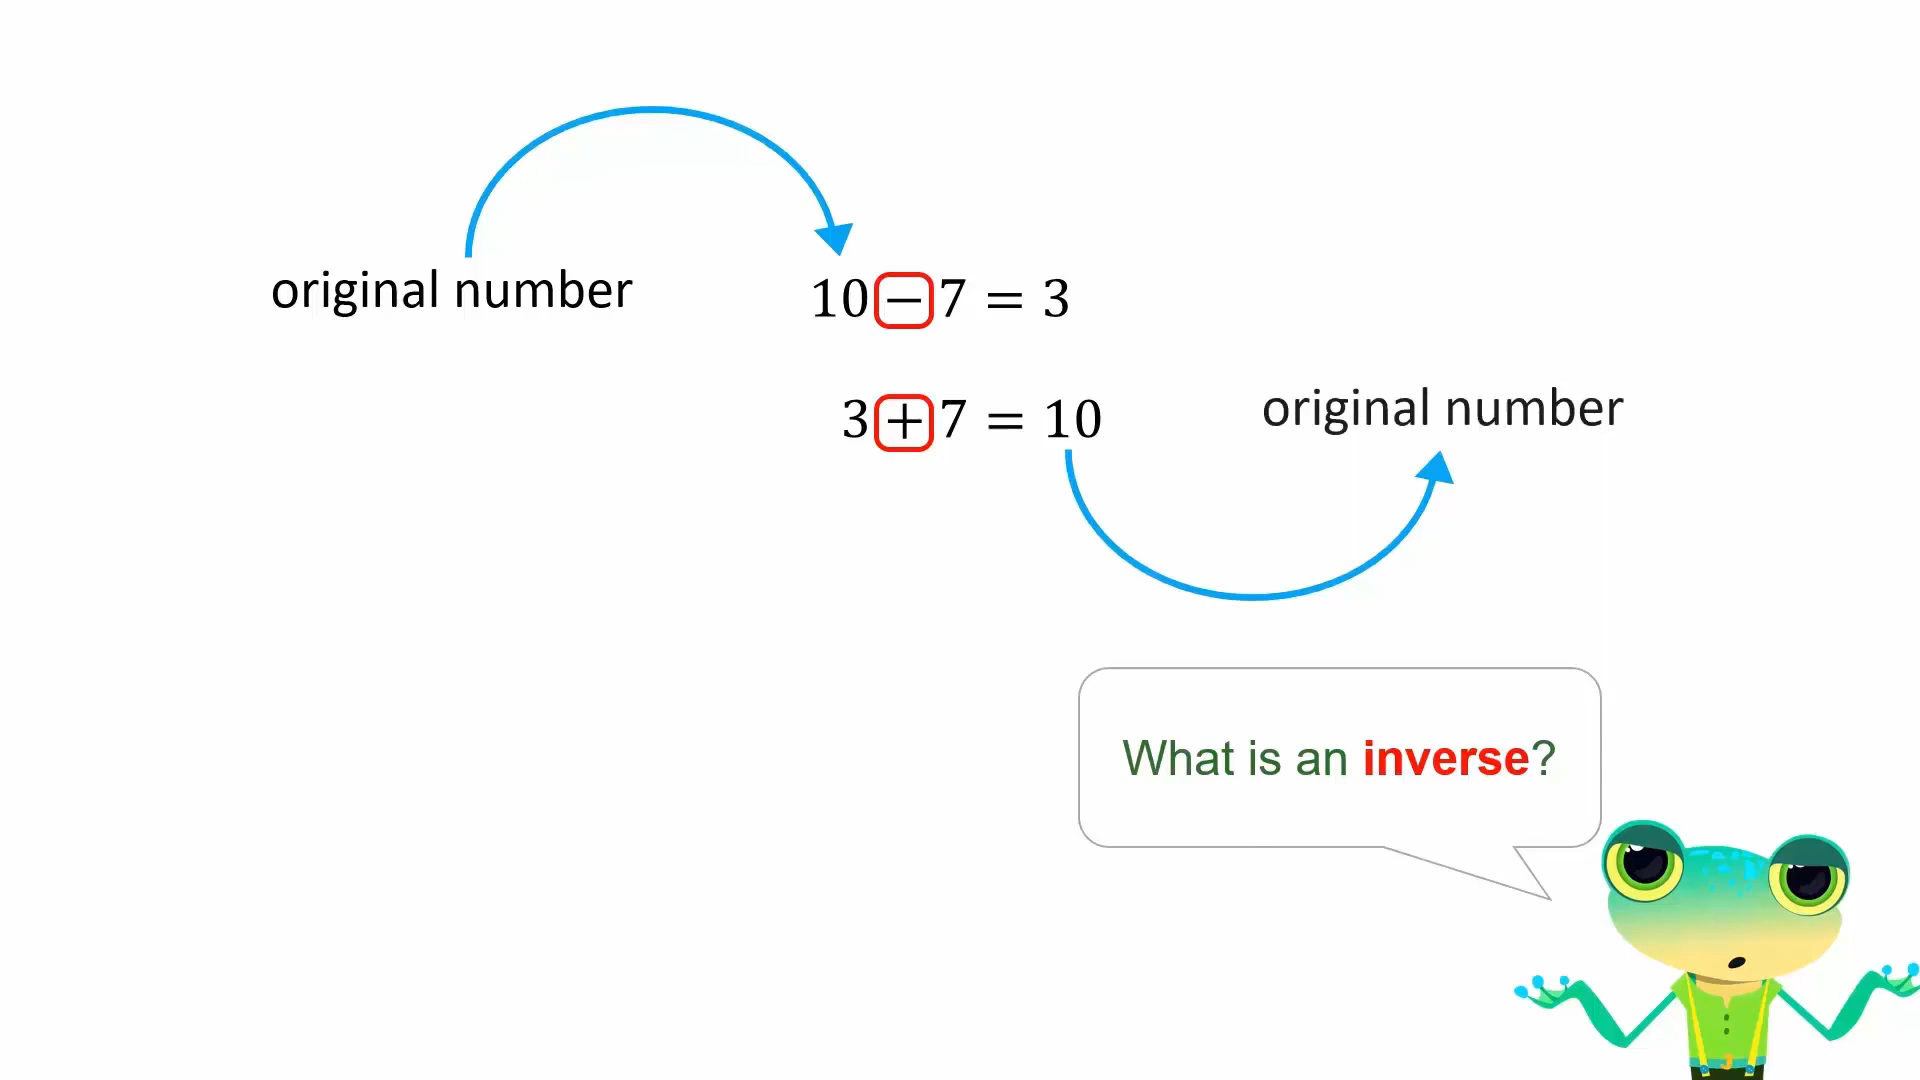 original number
10 − 7 = 3
3 + 7 = 10
original number
What is an inverse?